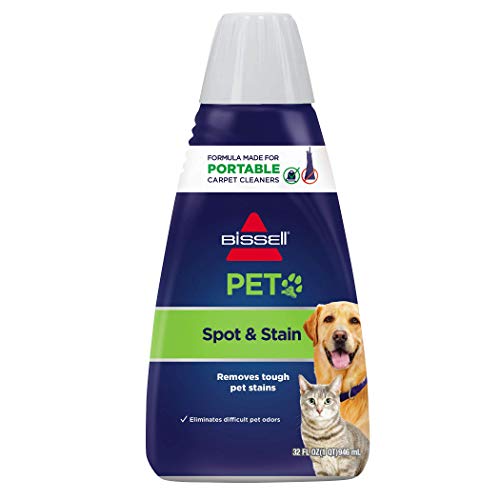 FORMULA MADE FOR
PORTABLE
CARPET CLEANERS
BISSELL
PET
Spot & Stain
Removes tough
pet stains
✓ Eliminates difficult pet odors
32 FL OZ(1 QT)946 mL